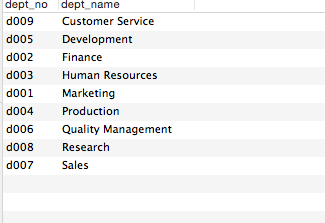 dept_no dept_name
d009 Customer Service
d005 Development
d002 Finance
d003 Human Resources
d001 Marketing
d004 Production
d006 Quality Management
d008 Research
d007 Sales